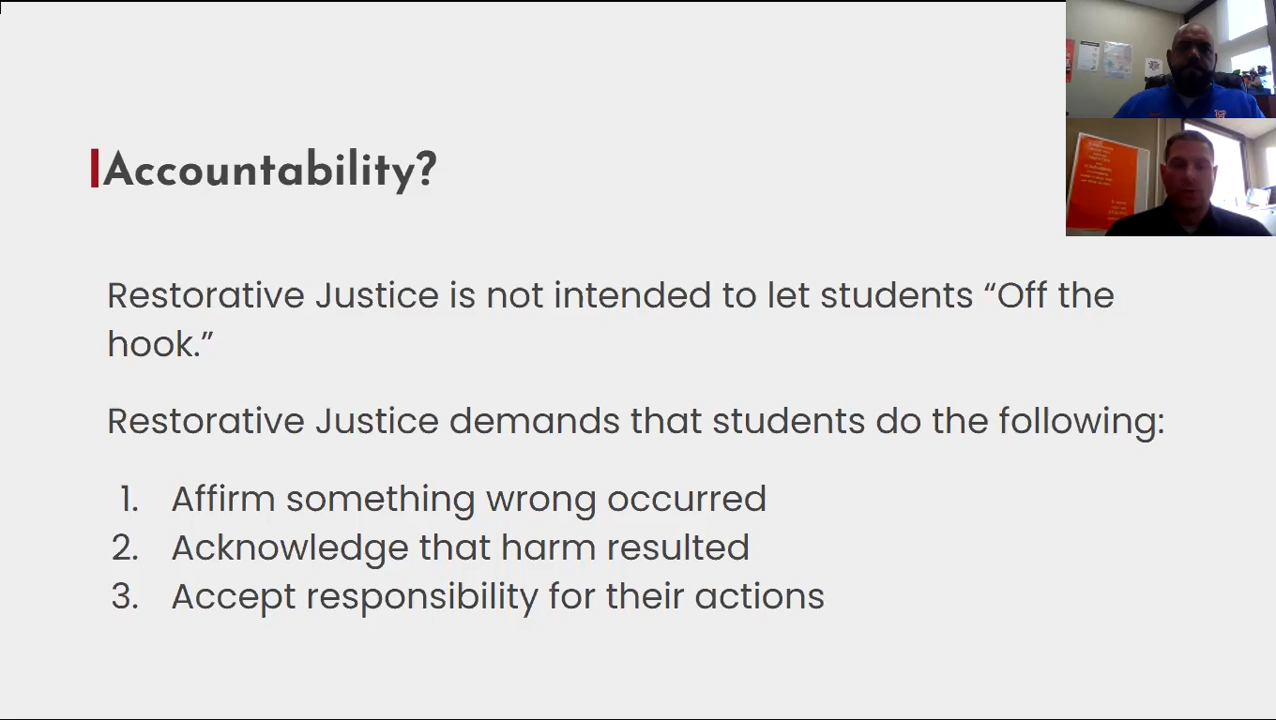 Accountability?
Restorative Justice is not intended to let students “Off the
hook.”
Restorative Justice demands that students do the following:
1. Affirm something wrong occurred
2. Acknowledge that harm resulted
3. Accept responsibility for their actions